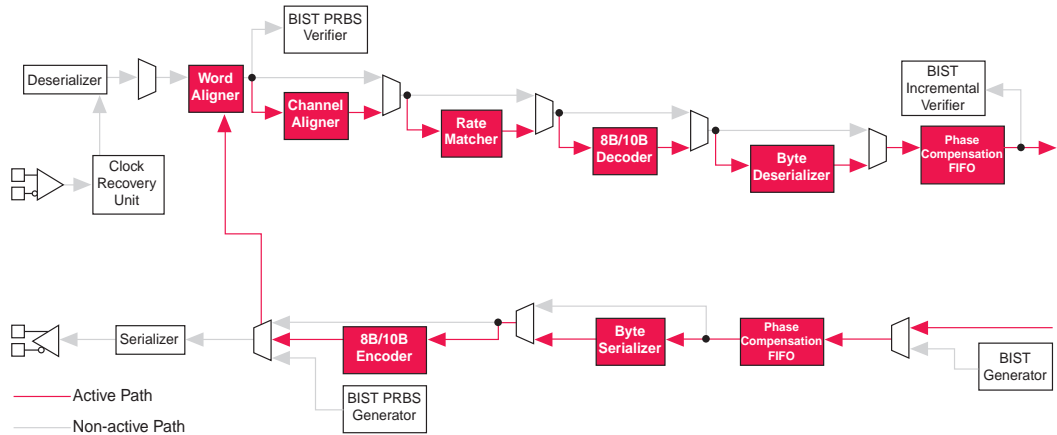 BIST PRBS
Verifier
Deserializer
Word
Aligner
Channel
Aligner
Rate
Matcher
8B/10B
Decoder
Byte
Deserializer
BIST
Incremental
Verifier
Phase
Compensation
FIFO
Clock
Recovery
Unit
Serializer
8B/10B
Encoder
Byte
Serializer
Phase
Compensation
FIFO
BIST
Generator
BIST PRBS
Generator
Active Path
Non-active Path